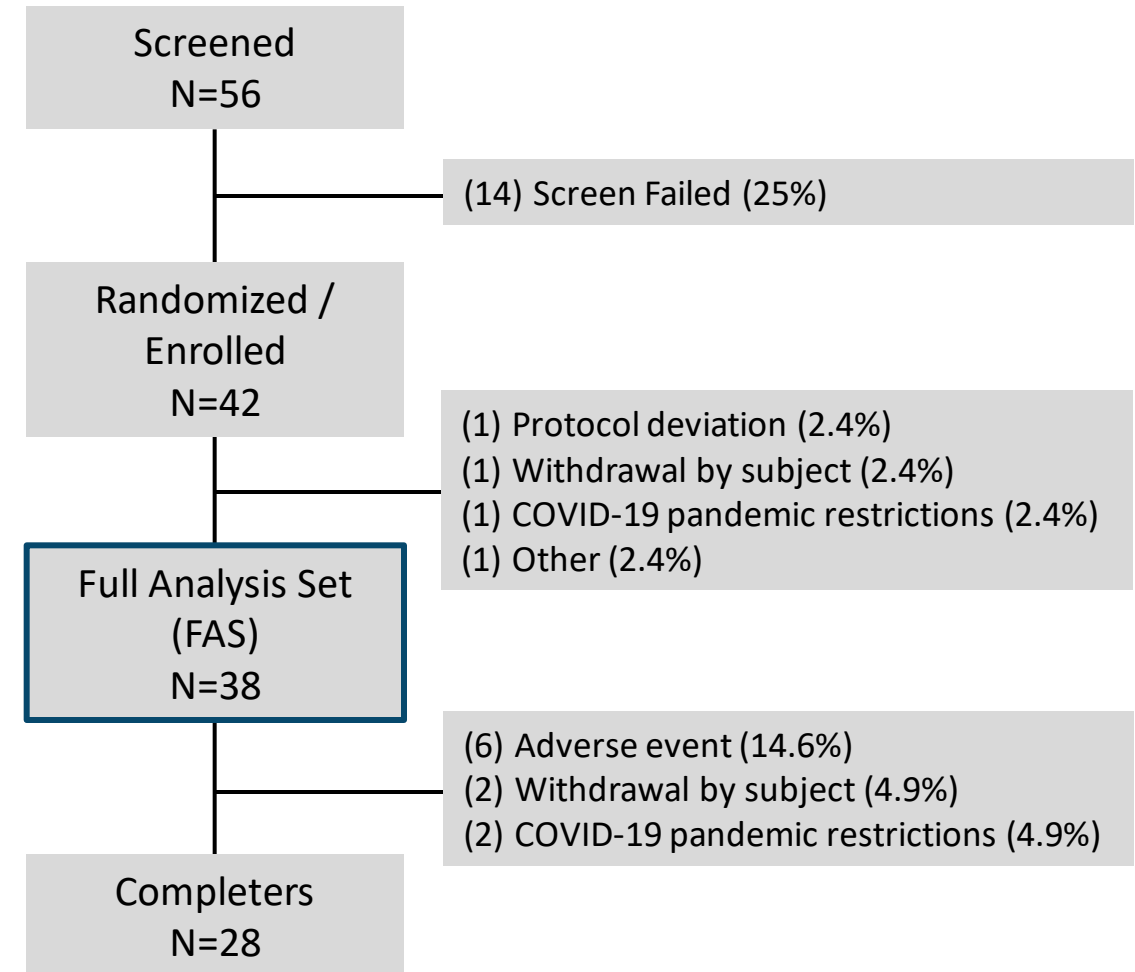 Screened
N=56
(14) Screen Failed (25%)
Randomized /
Enrolled
N=42
(1) Protocol deviation (2.4%)
(1) Withdrawal by subject (2.4%)
(1) COVID-19 pandemic restrictions (2.4%)
(1) Other (2.4%)
Full Analysis Set
(FAS)
N=38
(6) Adverse event (14.6%)
(2) Withdrawal by subject (4.9%)
(2) COVID-19 pandemic restrictions (4.9%)
Completers
N=28